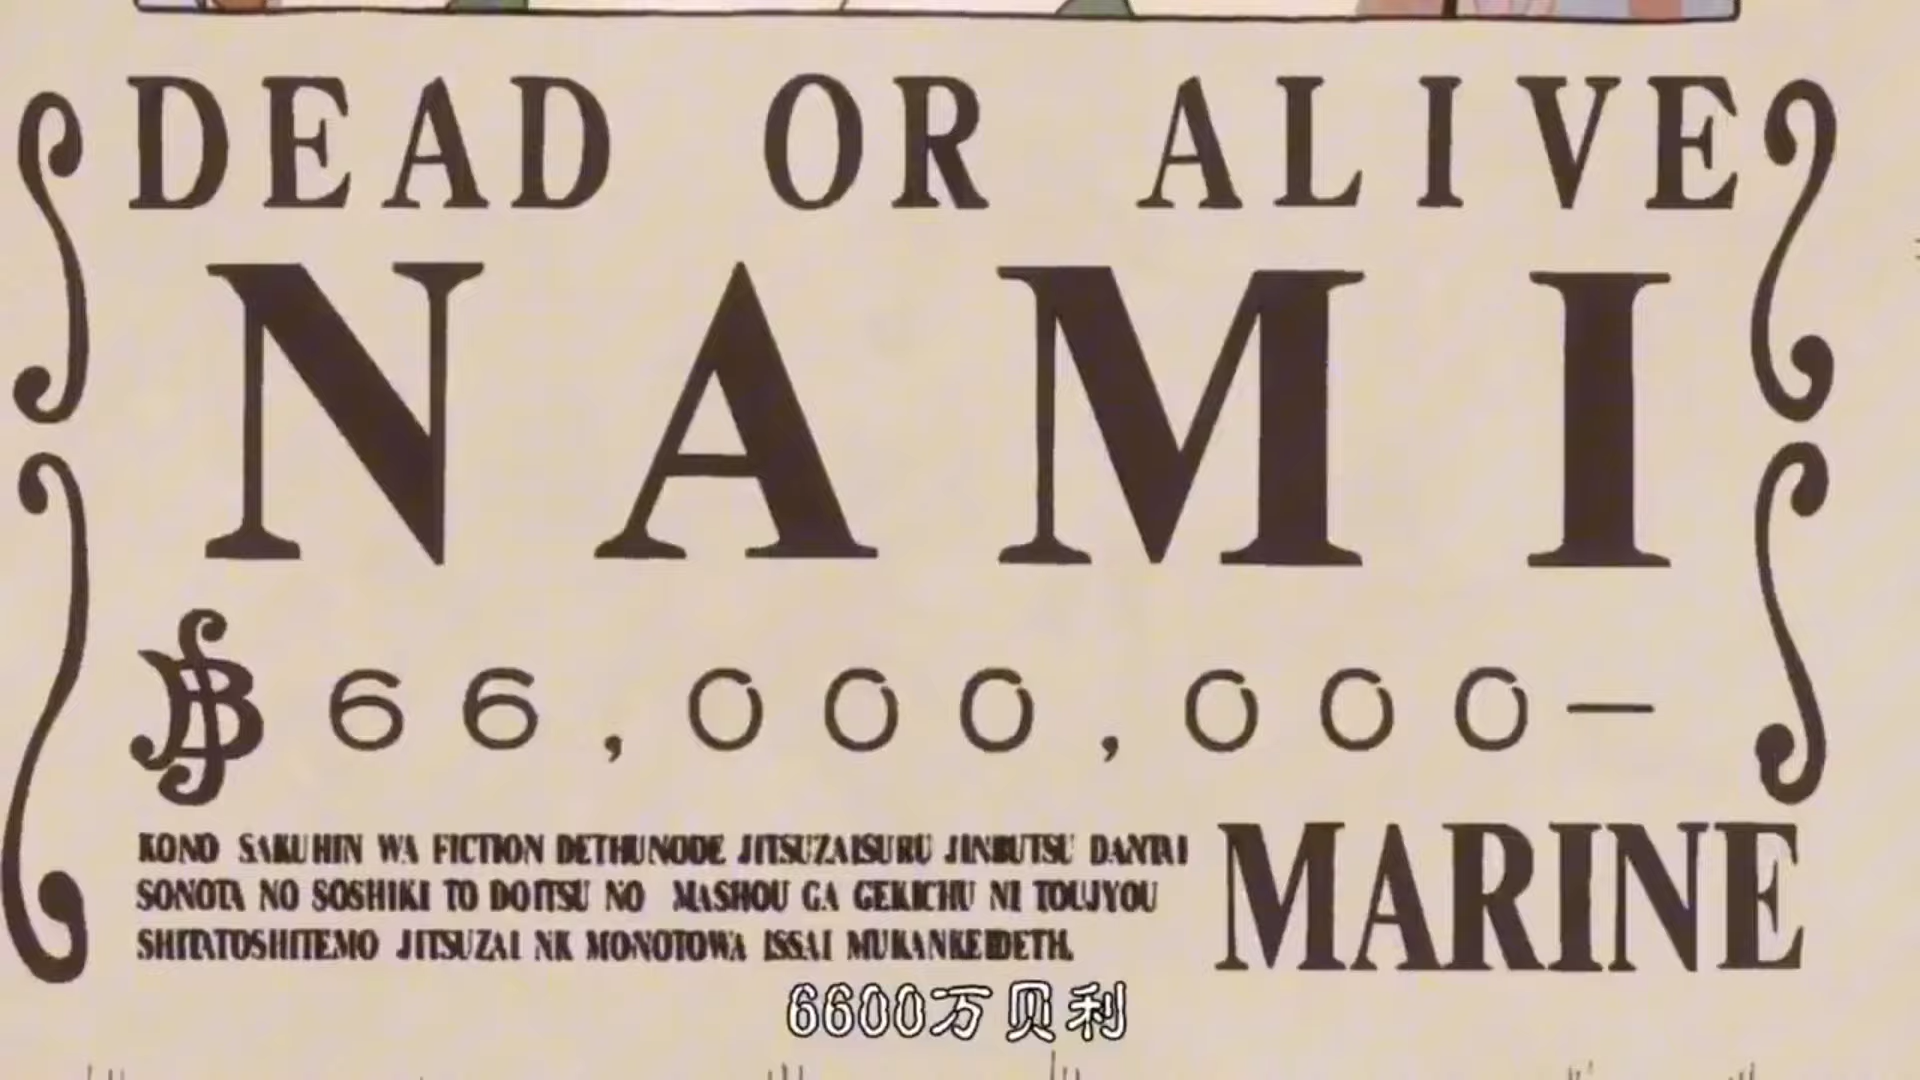 DEAD OR ALIVE
NAMI
฿66,000,000—
KONO SAKUHIN WA FICTION DETHUNODE JITSUZAISURU JINBUTSU DANTAI
SONOTA NO SOSHIKI TO DOITSU NO MASHOU GA GEKICHU NI TOUJYOU
SHITATOSHITEMO JITSUZAI NK MONOTOWA ISSAI MUKANKEIDETH.
MARINE
6600万贝利